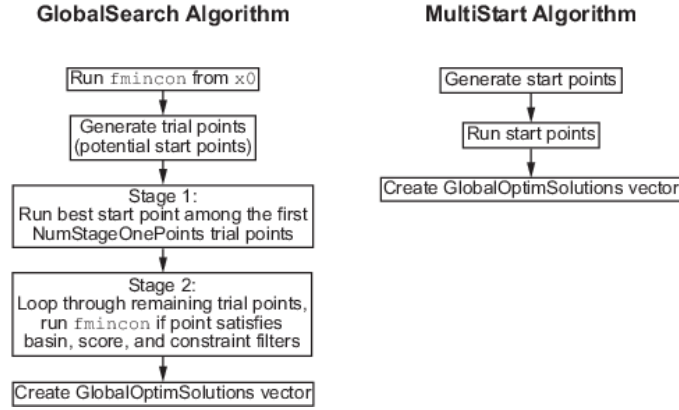 GlobalSearch Algorithm
Run fmincon from x0
Generate trial points
(potential start points)
Stage 1:
Run best start point among the first
NumStageOnePoints trial points
Stage 2:
Loop through remaining trial points,
run fmincon if point satisfies
basin, score, and constraint filters
Create GlobalOptimSolutions vector
MultiStart Algorithm
Generate start points
Run start points
Create GlobalOptimSolutions vector